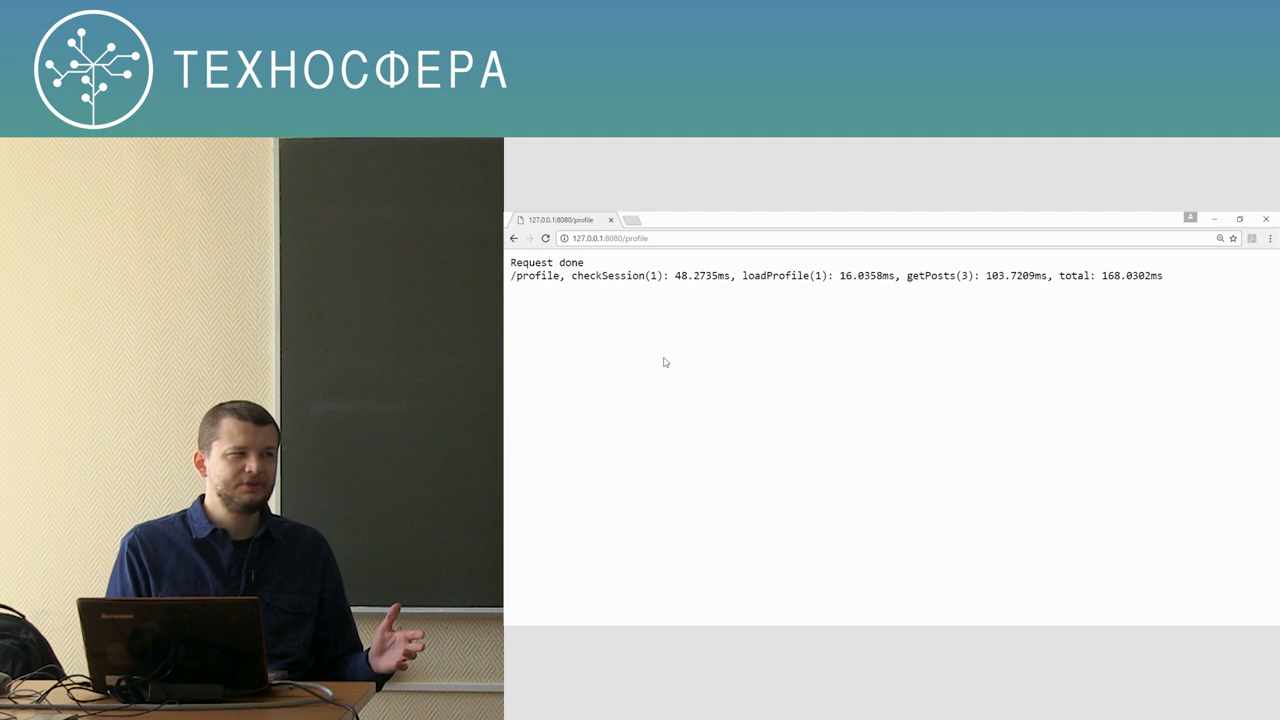 ТЕХНОСФЕРА
127.0.0.1:8080/profile
127.0.0.1:8080/profile
Request done
/profile, checkSession(1): 48.2735ms, loadProfile(1): 16.0358ms, getPosts(3): 103.7209ms, total: 168.0302ms